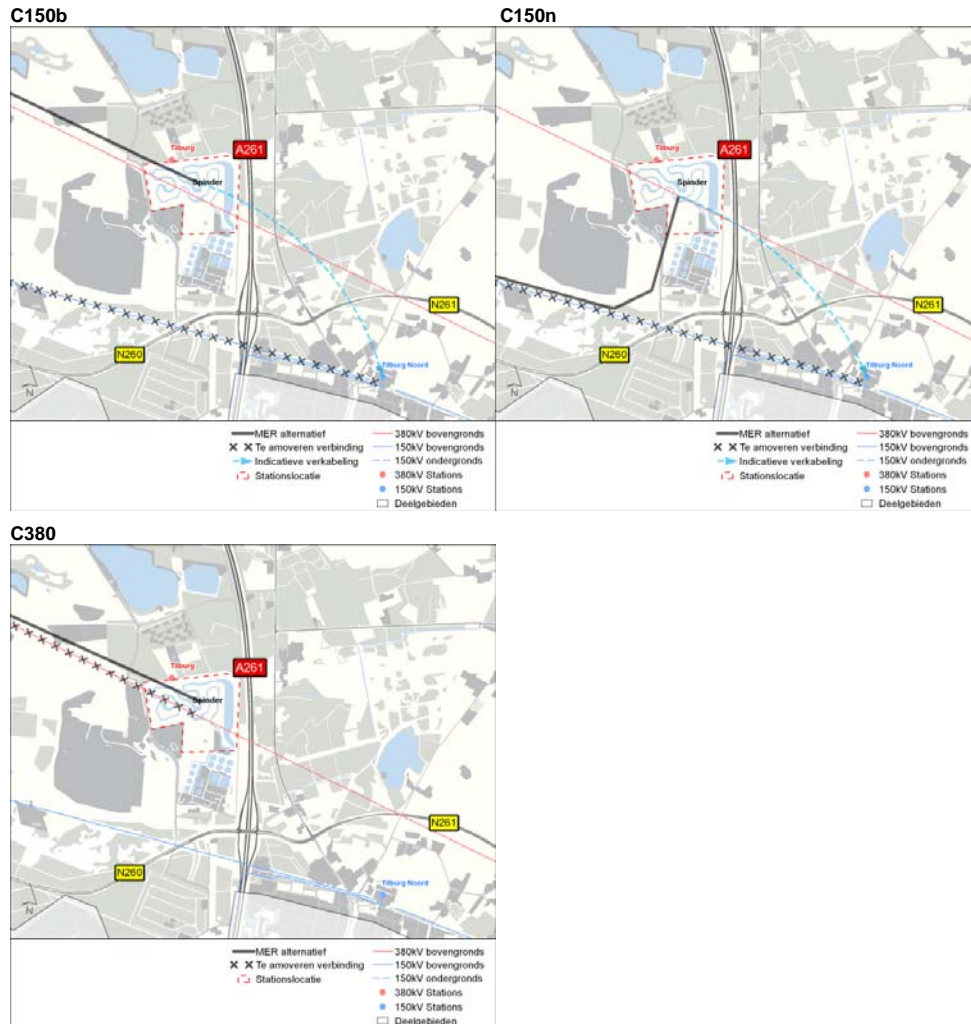 C150b
C150n
Tilburg
A261
Spinder
N261
N260
Tilburg Noord
N
MER alternatief
Te amoveren verbinding
Indicatieve verkabeling
Stationslocatie
380kV bovengronds
150kV bovengronds
150kV ondergronds
380kV Stations
150kV Stations
Deelgebieden
Tilburg
A261
Spinder
N261
N260
Tilburg Noord
N
MER alternatief
Te amoveren verbinding
Indicatieve verkabeling
Stationslocatie
380kV bovengronds
150kV bovengronds
150kV ondergronds
380kV Stations
150kV Stations
Deelgebieden
C380
Tilburg
A261
Spinder
N261
N260
Tilburg Noord
N
MER alternatief
Te amoveren verbinding
Stationslocatie
380kV bovengronds
150kV bovengronds
150kV ondergronds
380kV Stations
150kV Stations
Deelgebieden